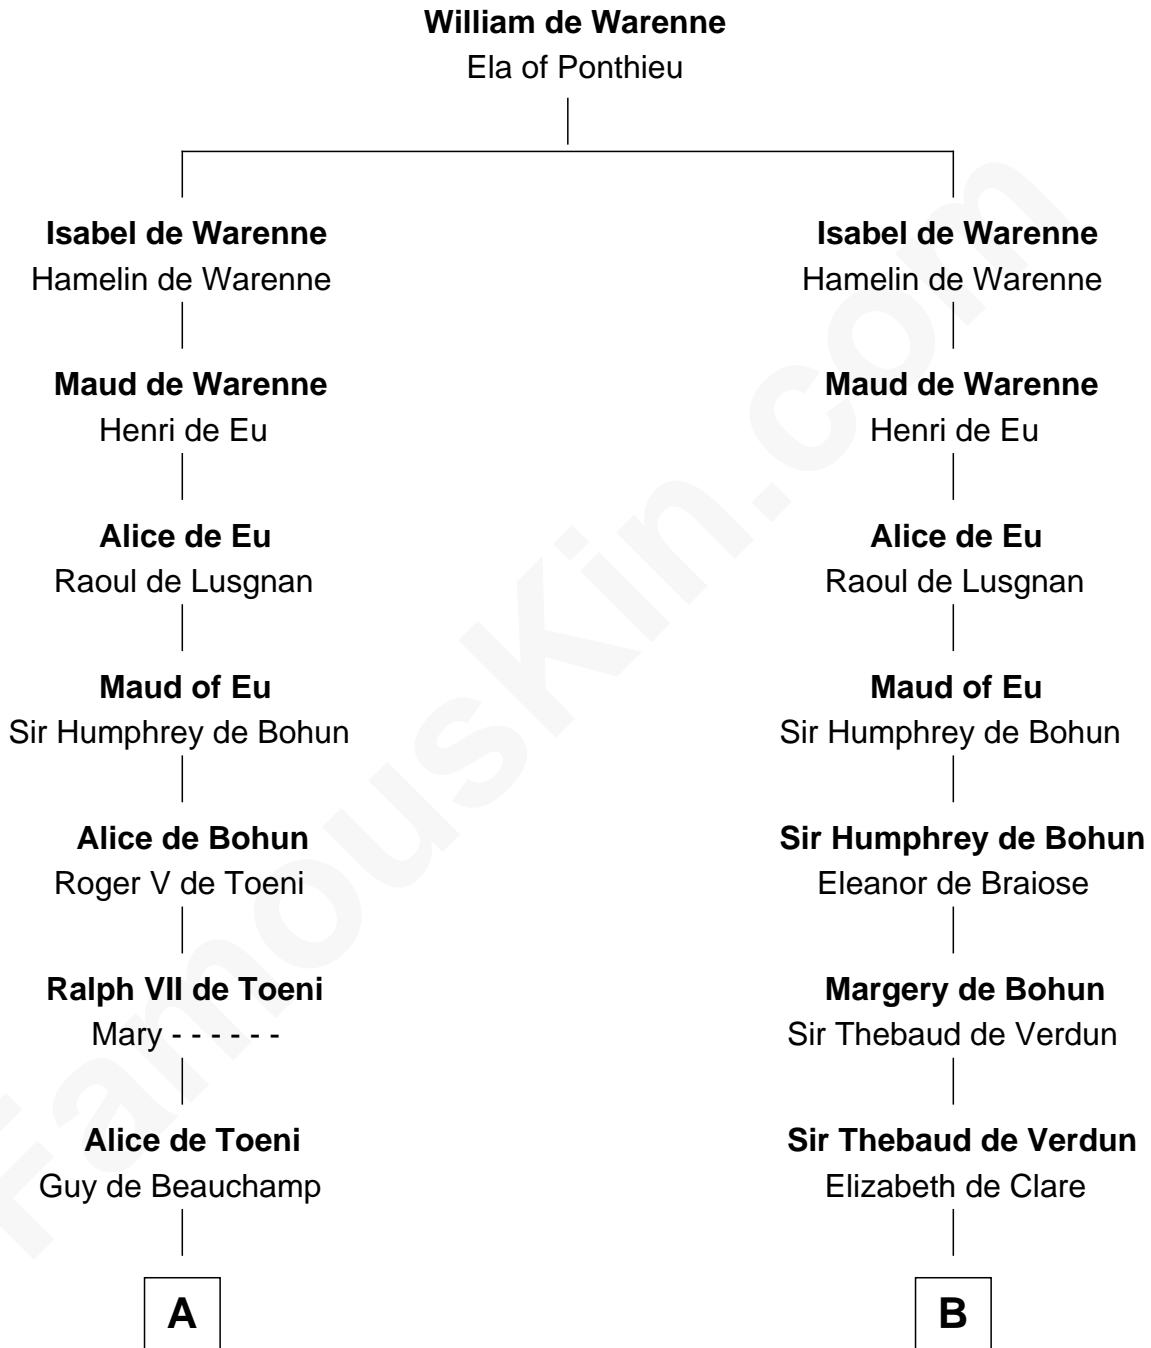 William de Warenne
Ela of Ponthieu
Isabel de Warenne
Hamelin de Warenne
Maud de Warenne
Henri de Eu
Alice de Eu
Raoul de Lusgnan
Maud of Eu
Sir Humphrey de Bohun
Alice de Bohun
Roger V de Toeni
Ralph VII de Toeni
Mary - - - - - -
Alice de Toeni
Guy de Beauchamp
A
Isabel de Warenne
Hamelin de Warenne
Maud de Warenne
Henri de Eu
Alice de Eu
Raoul de Lusgnan
Maud of Eu
Sir Humphrey de Bohun
Sir Humphrey de Bohun
Eleanor de Braiose
Margery de Bohun
Sir Thebaud de Verdun
Sir Thebaud de Verdun
Elizabeth de Clare
B
FamousKin.com